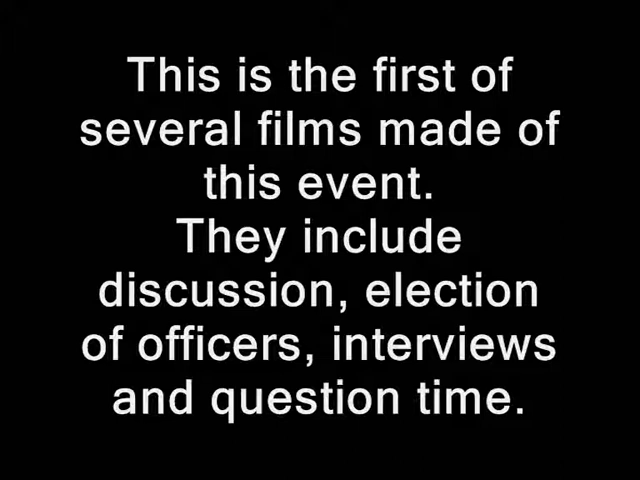 This is the first of
several films made of
this event.
They include
discussion, election
of officers, interviews
and question time.